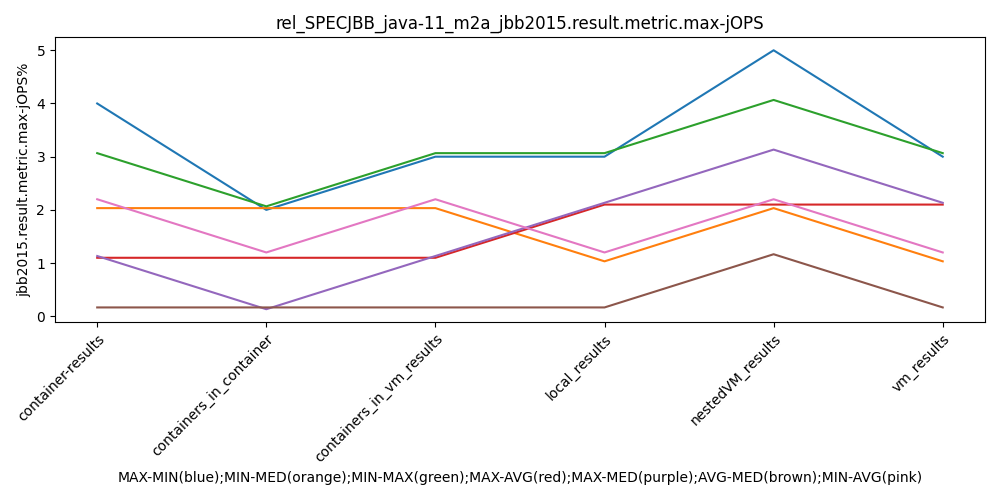 rel_SPECJBB_java-11_m2a_jbb2015.result.metric.max-jOPS
jbb2015.result.metric.max-jOPS%
5
4
3
2
1
0
container-results
containers_in_container
containers_in_vm_results
local_results
nestedVM_results
vm_results
MAX-MIN(blue);MIN-MED(orange);MIN-MAX(green);MAX-AVG(red);MAX-MED(purple);AVG-MED(brown);MIN-AVG(pink)